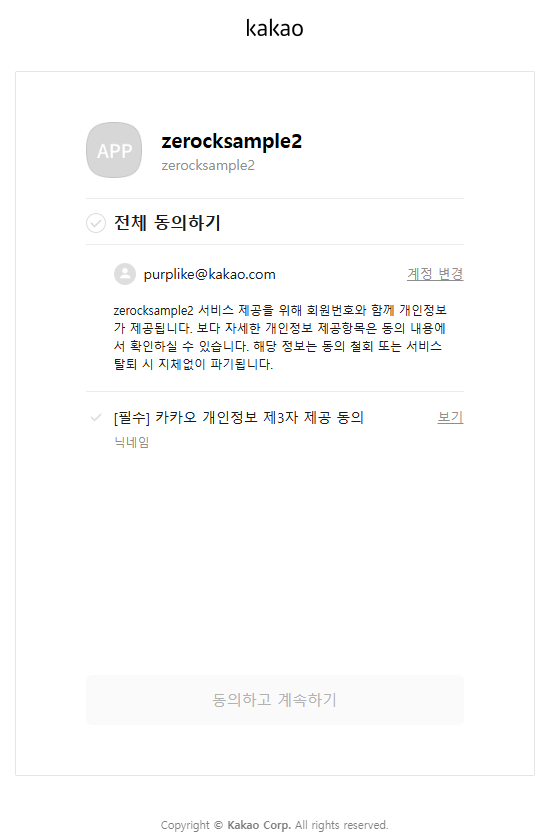 kakao
APP
zerocksample2
zerocksample2
전체 동의하기
purplike@kakao.com 계정 변경
zerocksample2 서비스 제공을 위해 회원번호와 함께 개인정보
가 제공됩니다. 보다 자세한 개인정보 제공항목은 동의 내용에
서 확인하실 수 있습니다. 해당 정보는 동의 철회 또는 서비스
탈퇴 시 지체없이 파기됩니다.
[필수] 카카오 개인정보 제3자 제공 동의 보기
닉네임
동의하고 계속하기
Copyright © Kakao Corp. All rights reserved.